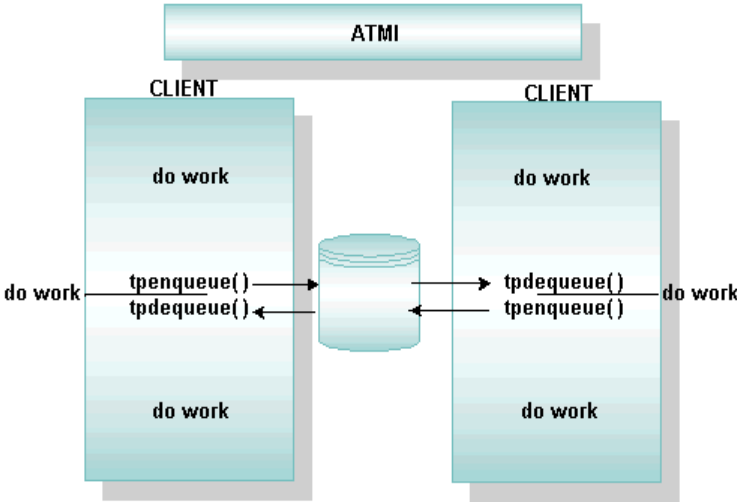 ATMI
CLIENT
CLIENT
do work
do work
tpenqueue( )
tpdequeue( )
do work
tpdequeue( )
tpenqueue( )
do work
do work
do work